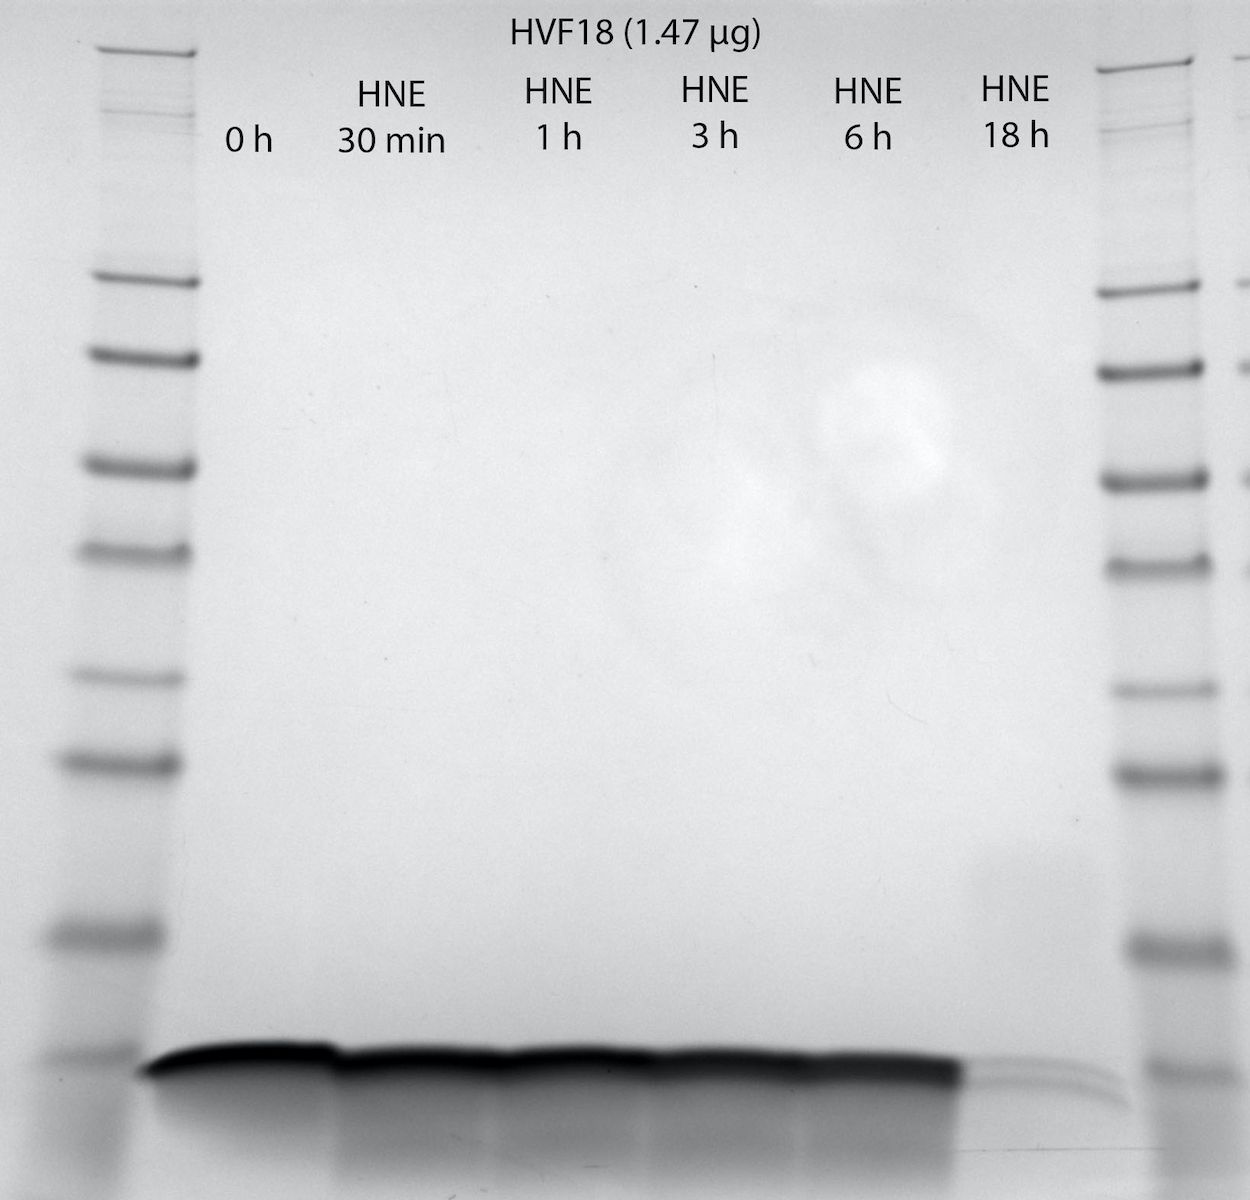 HVF18 (1.47 µg)
HNE HNE HNE HNE HNE
0 h 30 min 1 h 3 h 6 h 18 h